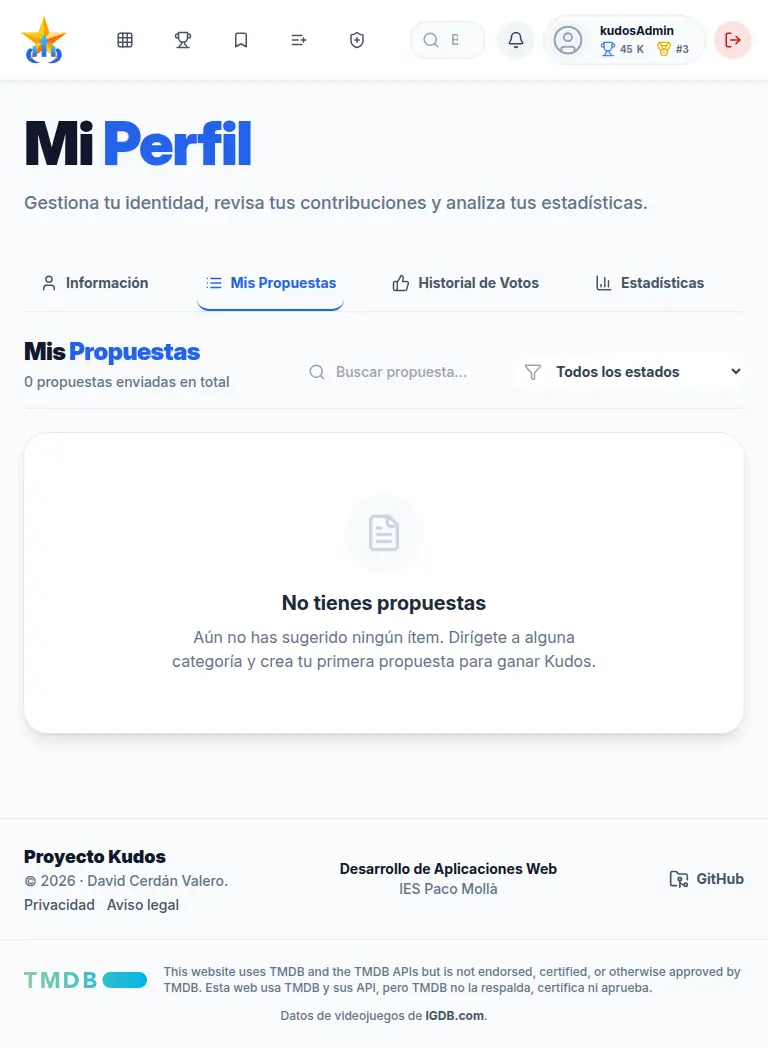 B
kudosAdmin
45 K #3
Mi Perfil
Gestiona tu identidad, revisa tus contribuciones y analiza tus estadísticas.
Información Mis Propuestas Historial de Votos Estadísticas
Mis Propuestas
0 propuestas enviadas en total
Buscar propuesta... Todos los estados
No tienes propuestas
Aún no has sugerido ningún ítem. Dirígete a alguna
categoría y crea tu primera propuesta para ganar Kudos.
Proyecto Kudos
© 2026 · David Cerdán Valero.
Privacidad Aviso legal
Desarrollo de Aplicaciones Web
IES Paco Mollà
GitHub
TMDB
This website uses TMDB and the TMDB APIs but is not endorsed, certified, or otherwise approved by
TMDB. Esta web usa TMDB y sus API, pero TMDB no la respalda, certifica ni aprueba.
Datos de videojuegos de IGDB.com.